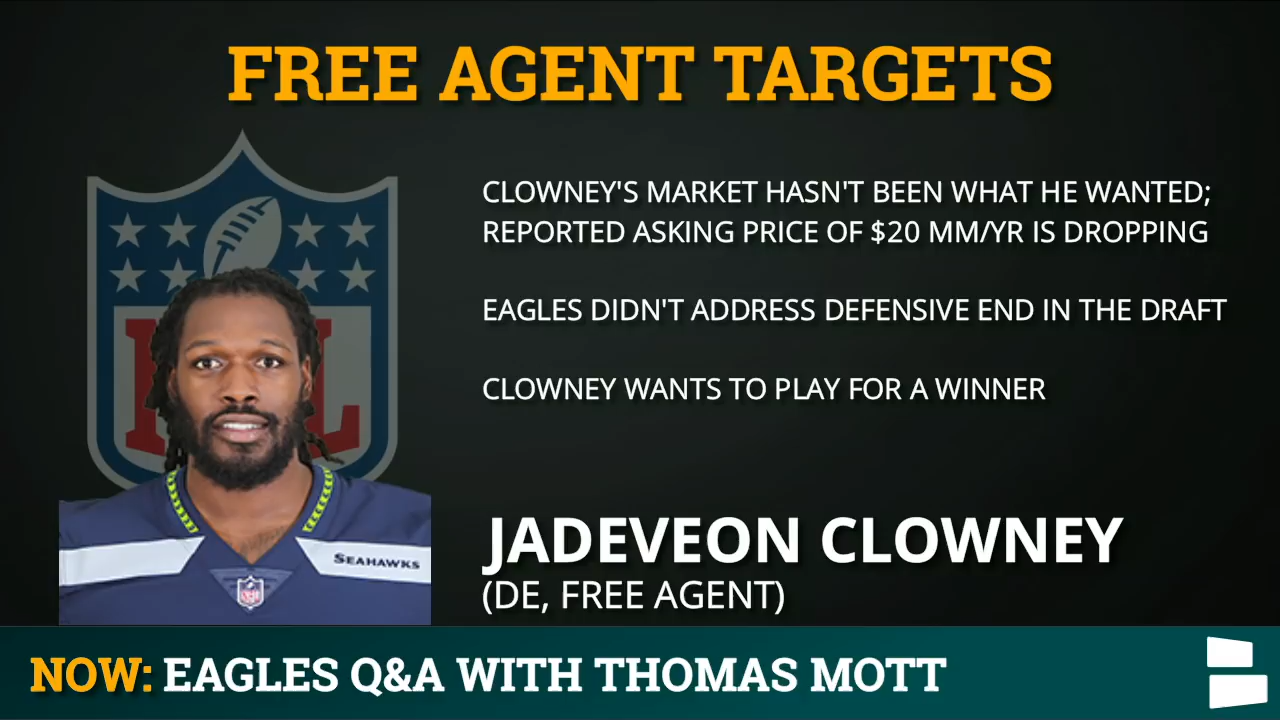 FREE AGENT TARGETS
CLOWNEY'S MARKET HASN'T BEEN WHAT HE WANTED;
REPORTED ASKING PRICE OF $20 MM/YR IS DROPPING
EAGLES DIDN'T ADDRESS DEFENSIVE END IN THE DRAFT
CLOWNEY WANTS TO PLAY FOR A WINNER
SEAHAWKS
JADEVEON CLOWNEY
(DE, FREE AGENT)
NOW: EAGLES Q&A WITH THOMAS MOTT